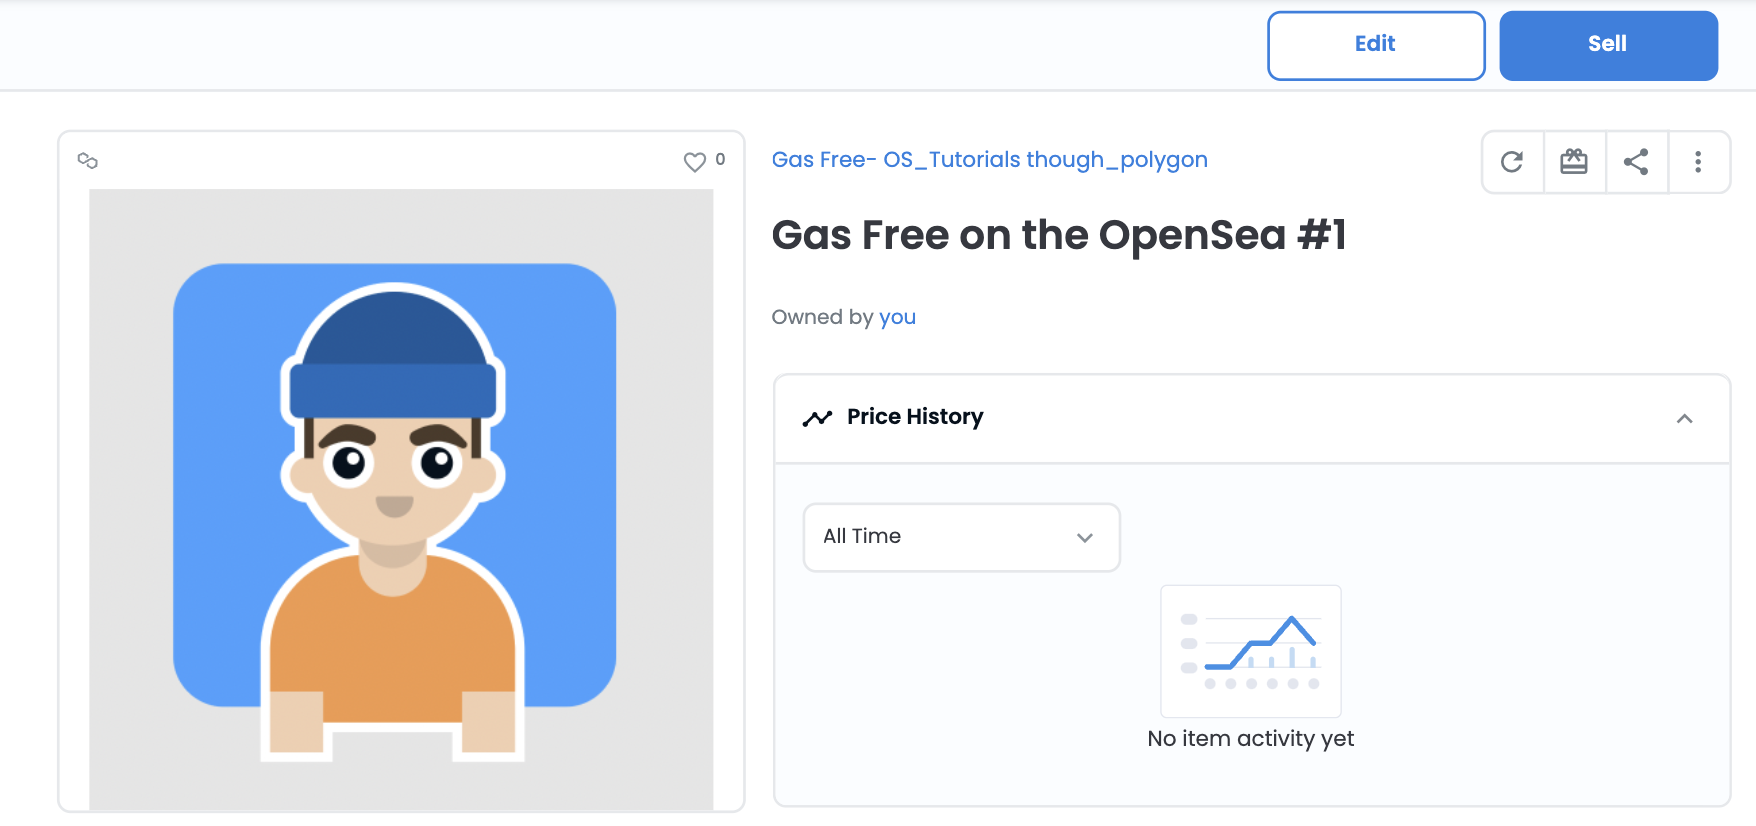 Edit
Sell
0
Gas Free- OS_Tutorials though_polygon
Gas Free on the OpenSea #1
Owned by you
Price History
All Time
No item activity yet